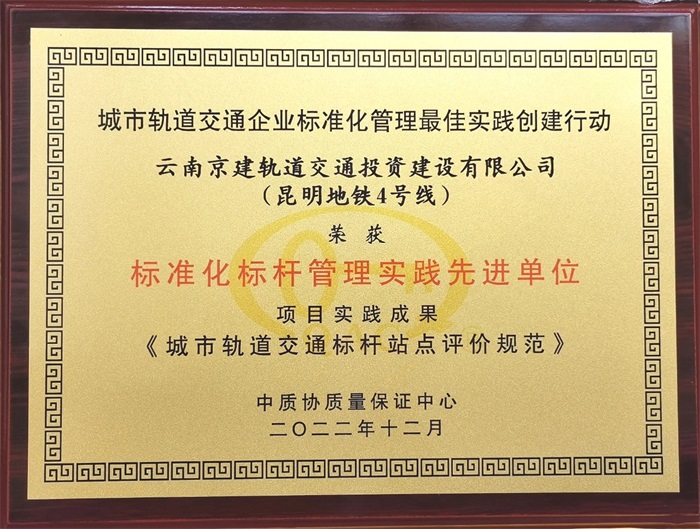 城市轨道交通企业标准化管理最佳实践创建行动
云南京建轨道交通投资建设有限公司
（昆明地铁4号线）
荣获
标准化标杆管理实践先进单位
项目实践成果
《城市轨道交通标杆站点评价规范》
中质协质量保证中心
二〇二二年十二月